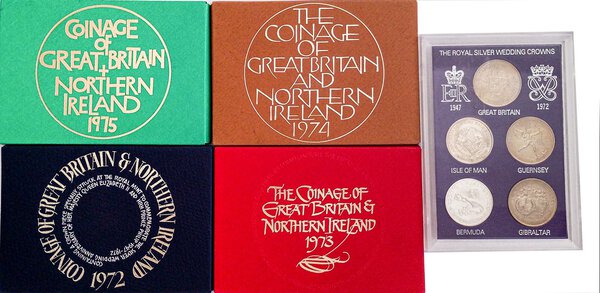 COINAGE
OF
GREAT BRITAIN
+
NORTHERN
IRELAND
1975
THE
COINAGE
OF
GREAT BRITAIN
AND
NORTHERN
IRELAND
1974
COINAGE OF GREAT BRITAIN & NORTHERN IRELAND
1972
THE COINAGE OF
GREAT BRITAIN &
NORTHERN IRELAND
1973
THE ROYAL SILVER WEDDING CROWNS
EIIR
1947
1972
GREAT BRITAIN
ISLE OF MAN
GUERNSEY
BERMUDA
GIBRALTAR